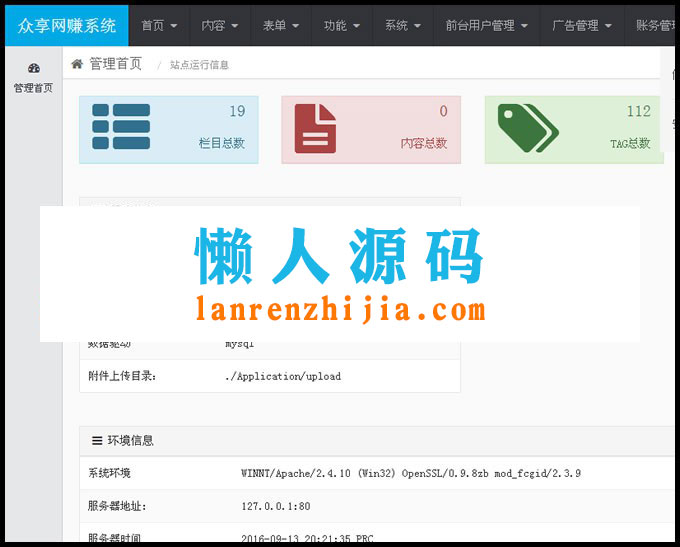 众享网赚系统 首页 内容 表单 功能 系统 前台用户管理 广告管理 账务管
管理首页 / 站点运行信息
管理首页
19
栏目总数
0
内容总数
112
TAG总数
懒人源码
lanrenzhijia.com
数据驱动 mysql
附件上传目录: ./Application/upload
环境信息
系统环境 WINNT/Apache/2.4.10 (Win32) OpenSSL/0.9.8zb mod_fcgid/2.3.9
服务器地址: 127.0.0.1:80
服务器时间 2016-09-13 20:21:35 PRC